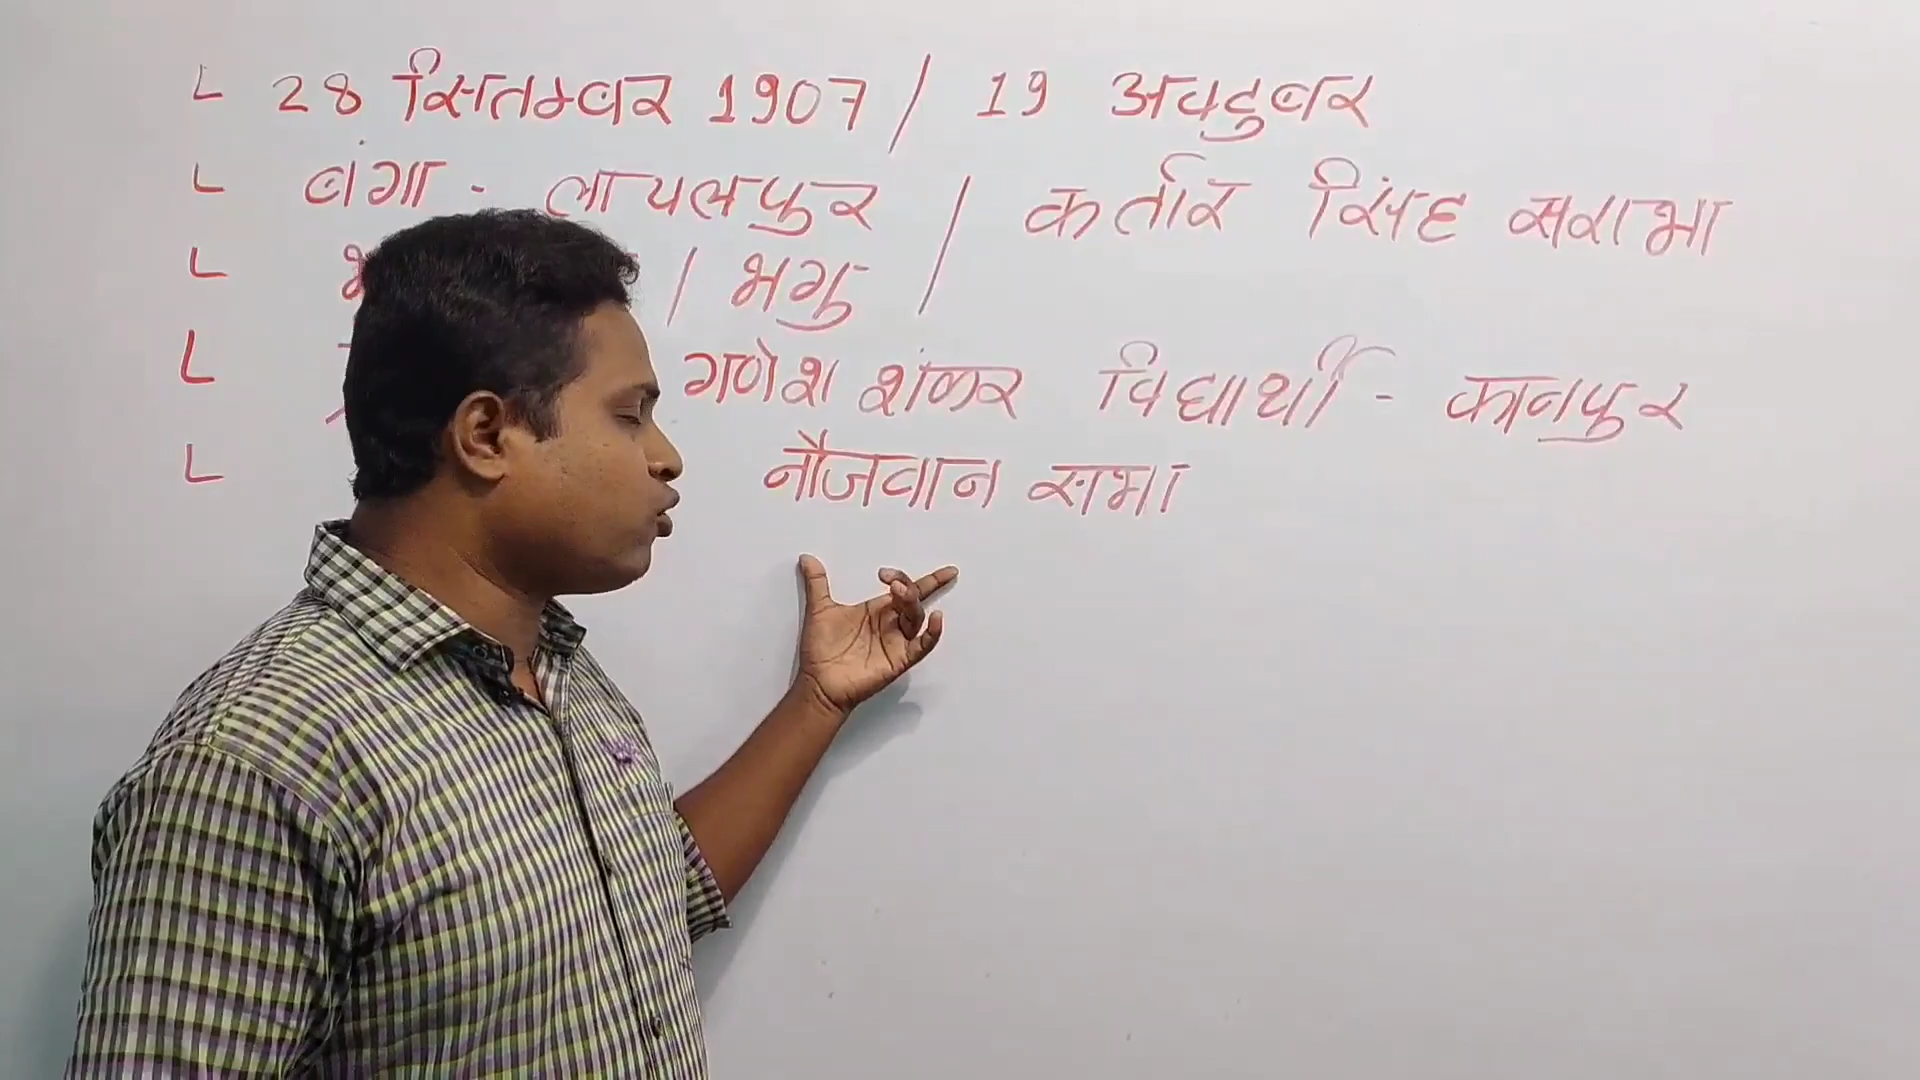 28 सितम्बर 1907 / 19 अक्टुबर
बंगा - लायलपुर / कर्तार सिंह सराभा
/ भगु /
गणेश शंकर विद्यार्थी - कानपुर
नौजवान सभा